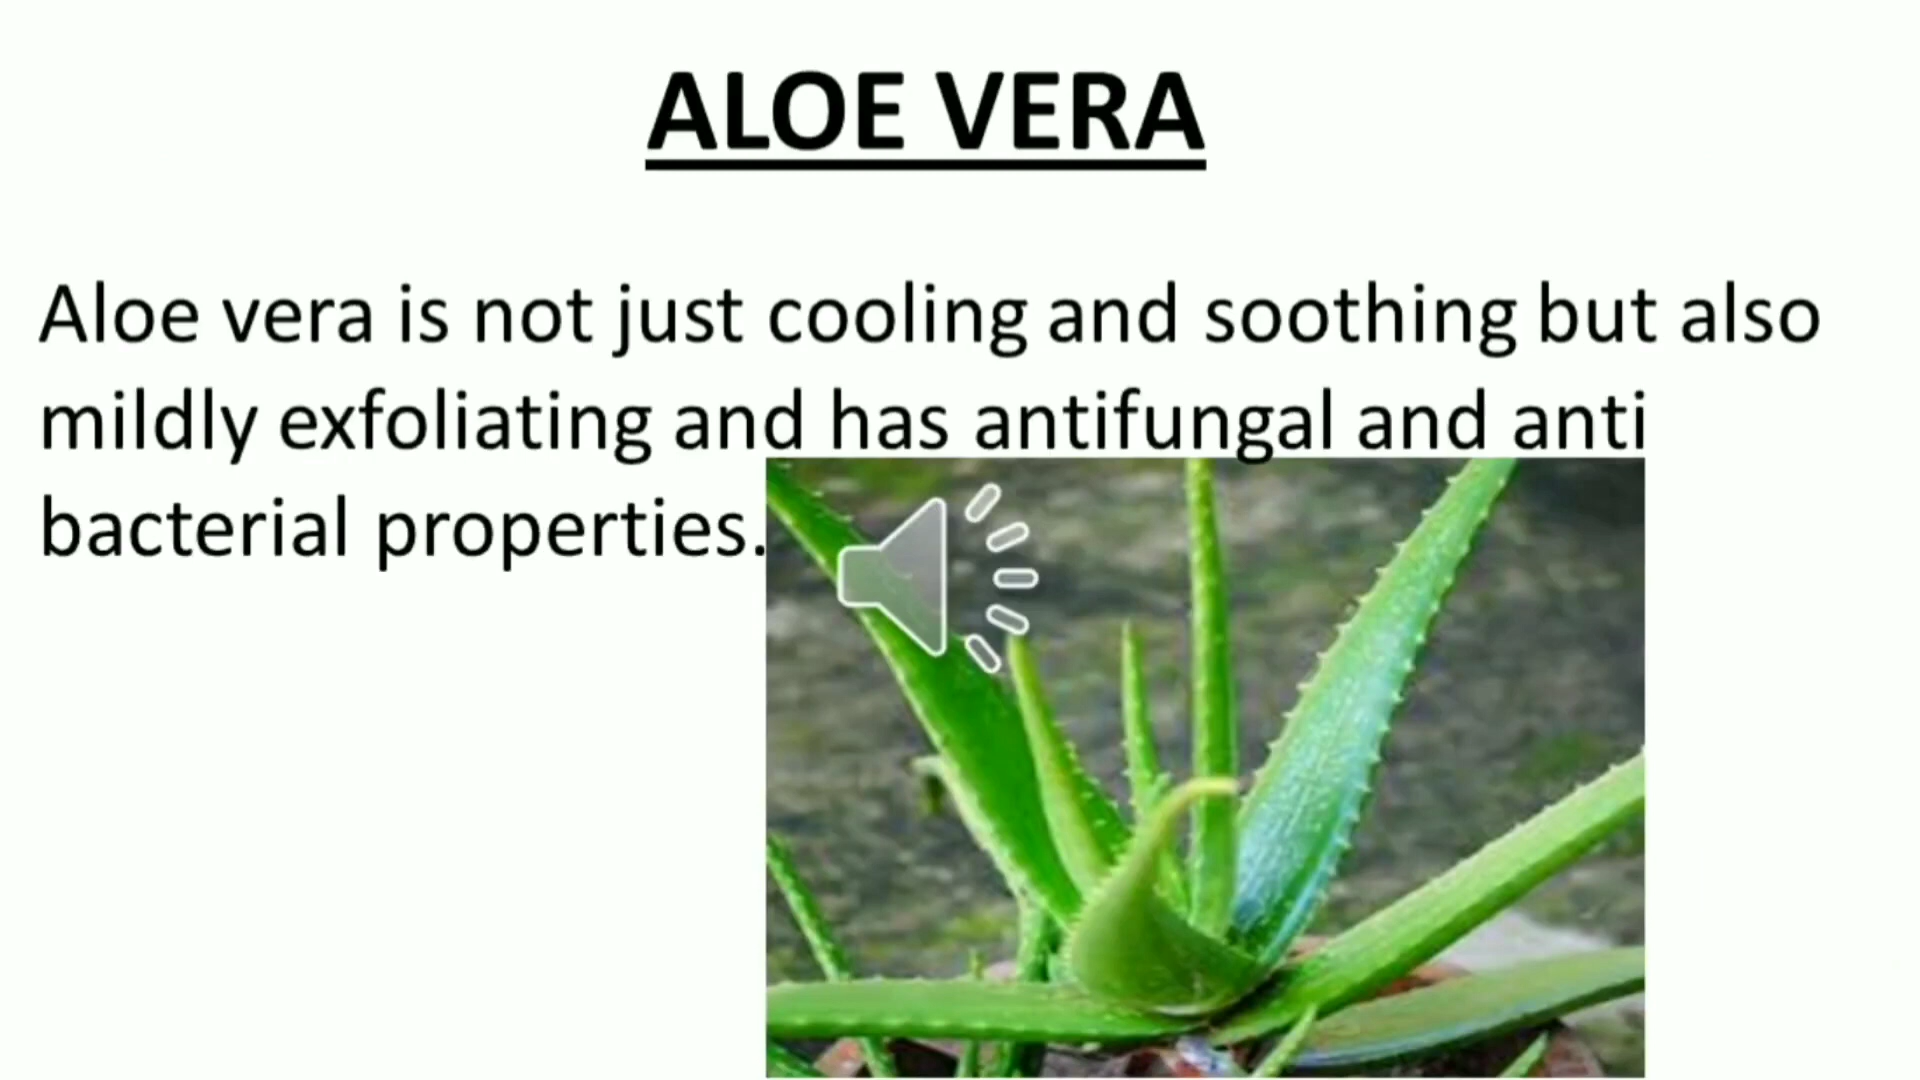 ALOE VERA
Aloe vera is not just cooling and soothing but also
mildly exfoliating and has antifungal and anti
bacterial properties.